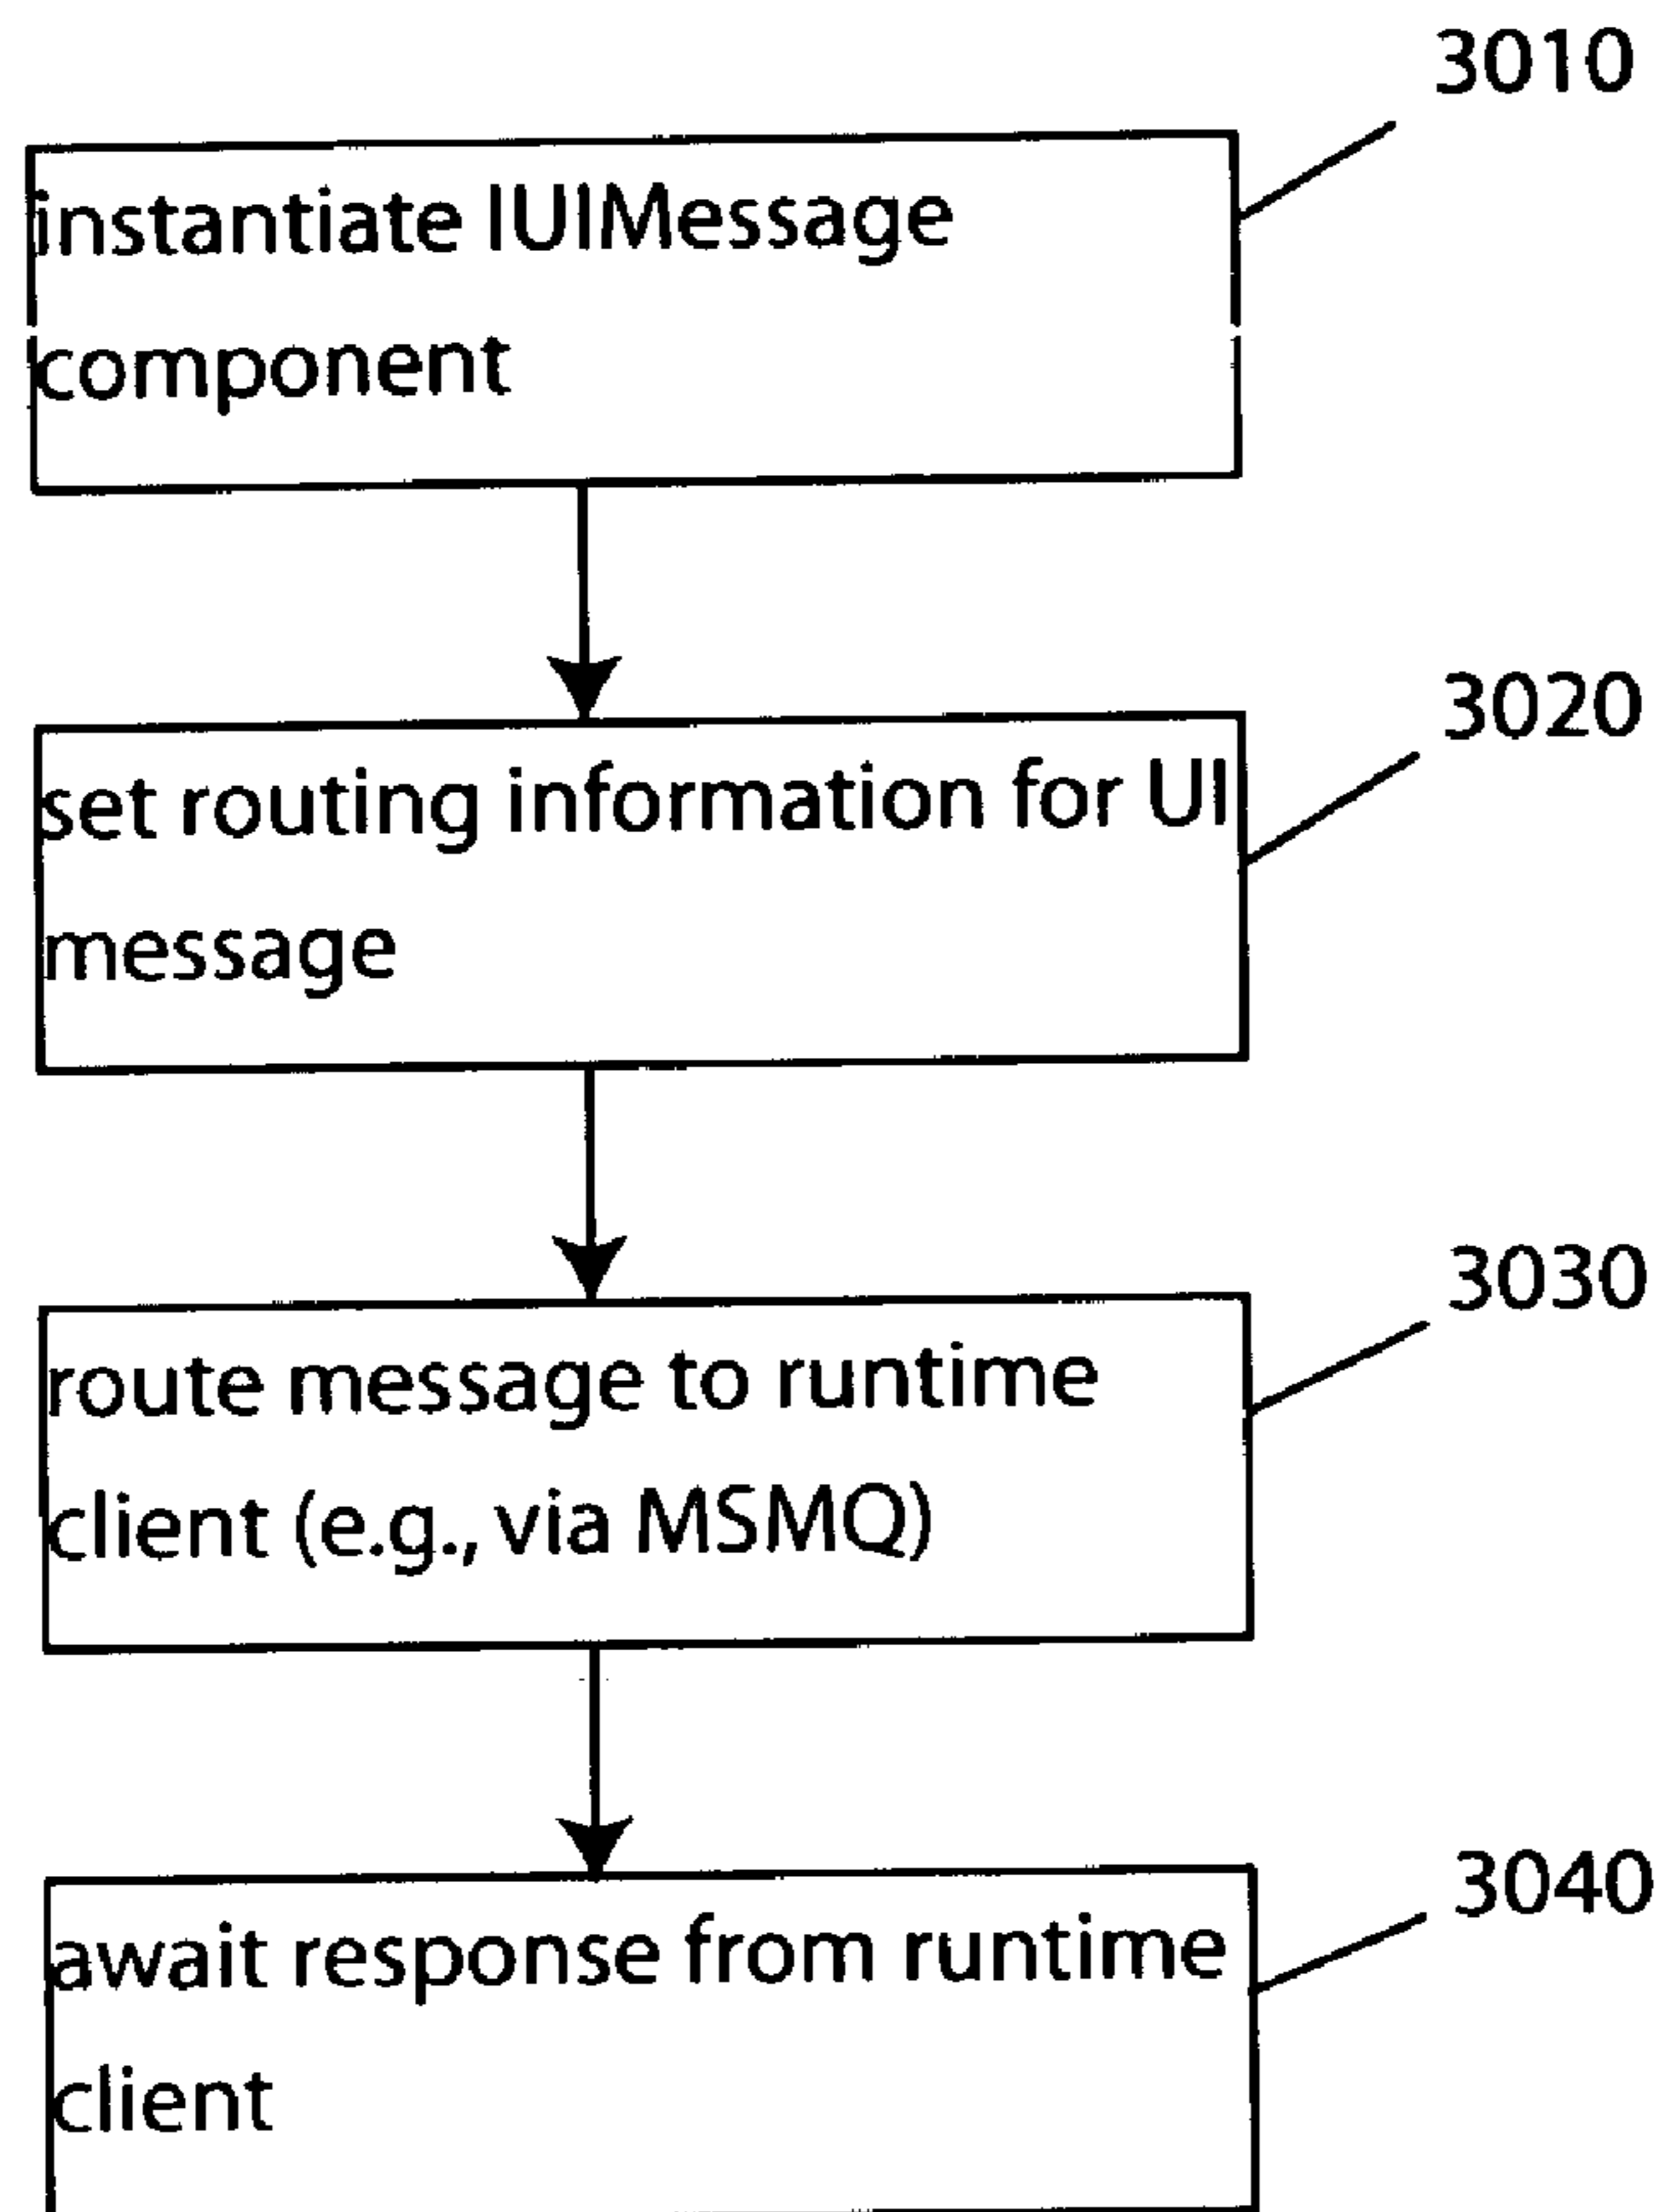 3010
instantiate IUIMessage
component
3020
set routing information for UI
message
3030
route message to runtime
client (e.g., via MSMQ)
3040
await response from runtime
client